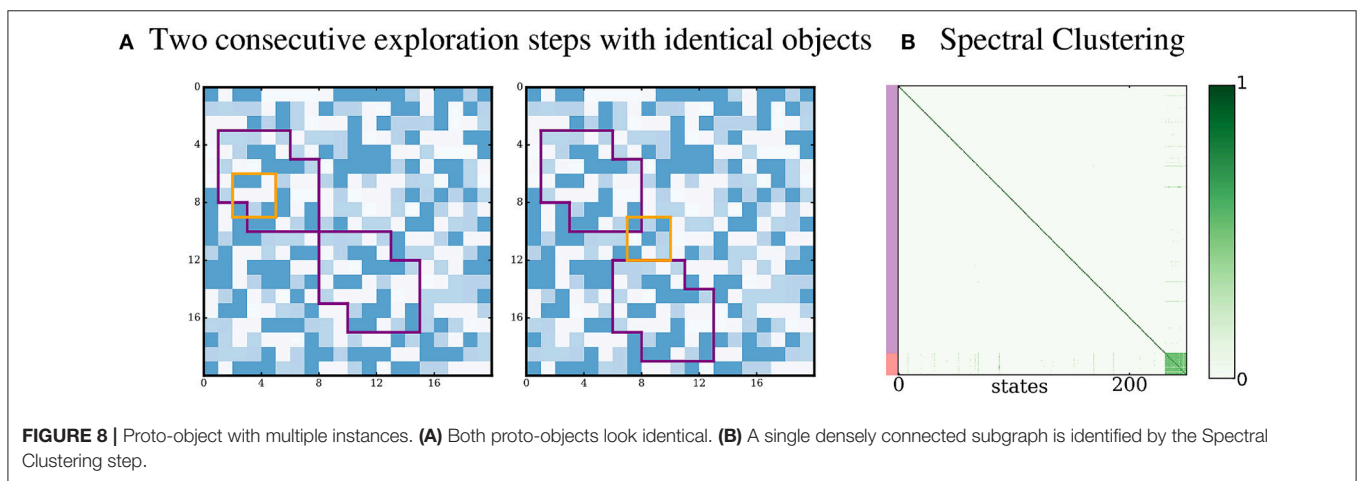 A Two consecutive exploration steps with identical objects
B Spectral Clustering
0
4
8
12
16
0 4 8 12 16
0
4
8
12
16
0 4 8 12 16
0 states 200
1
0
FIGURE 8 | Proto-object with multiple instances. (A) Both proto-objects look identical. (B) A single densely connected subgraph is identified by the Spectral
Clustering step.